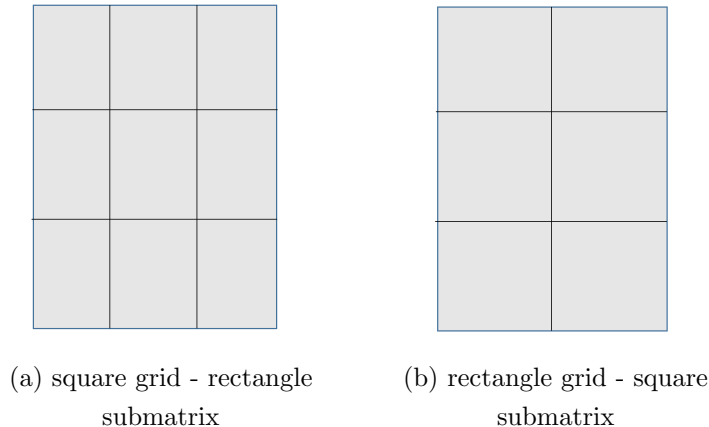 (a) square grid - rectangle
submatrix
(b) rectangle grid - square
submatrix